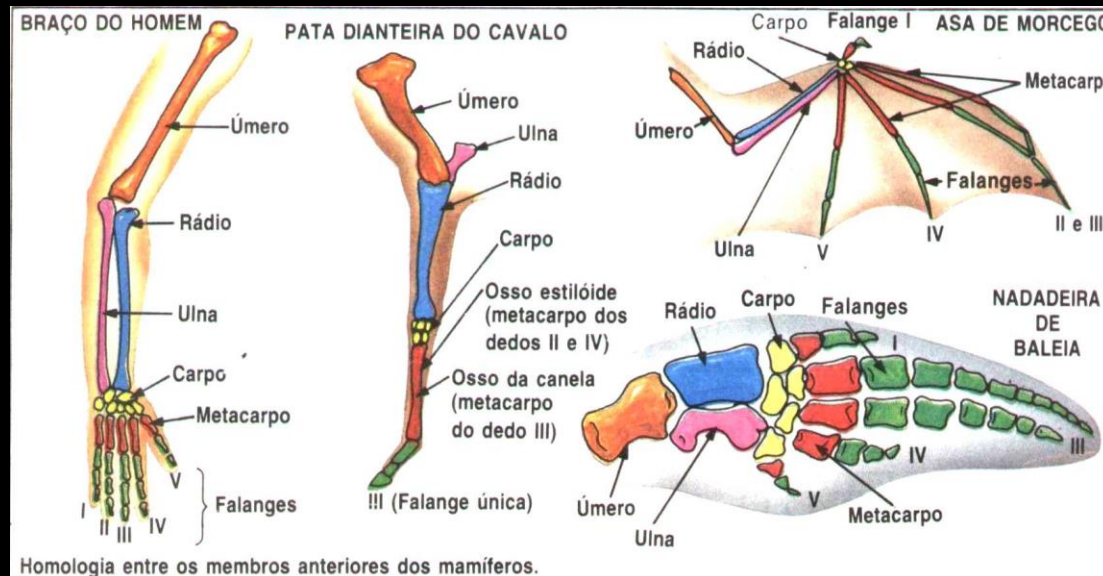 BRAÇO DO HOMEM
Úmero
Rádio
Ulna
Carpo
Metacarpo
V
I
II
III
IV
Falanges
PATA DIANTEIRA DO CAVALO
Úmero
Ulna
Rádio
Carpo
Osso estilóide
(metacarpo dos
dedos II e IV)
Osso da canela
(metacarpo
do dedo III)
III (Falange única)
ASA DE MORCEGO
Carpo
Falange I
Rádio
Metacarp
Úmero
Falanges
Ulna
V
IV
II e III
NADADEIRA
DE
BALEIA
Rádio
Carpo
Falanges
I
III
IV
V
Úmero
Ulna
Metacarpo
Homologia entre os membros anteriores dos mamíferos.